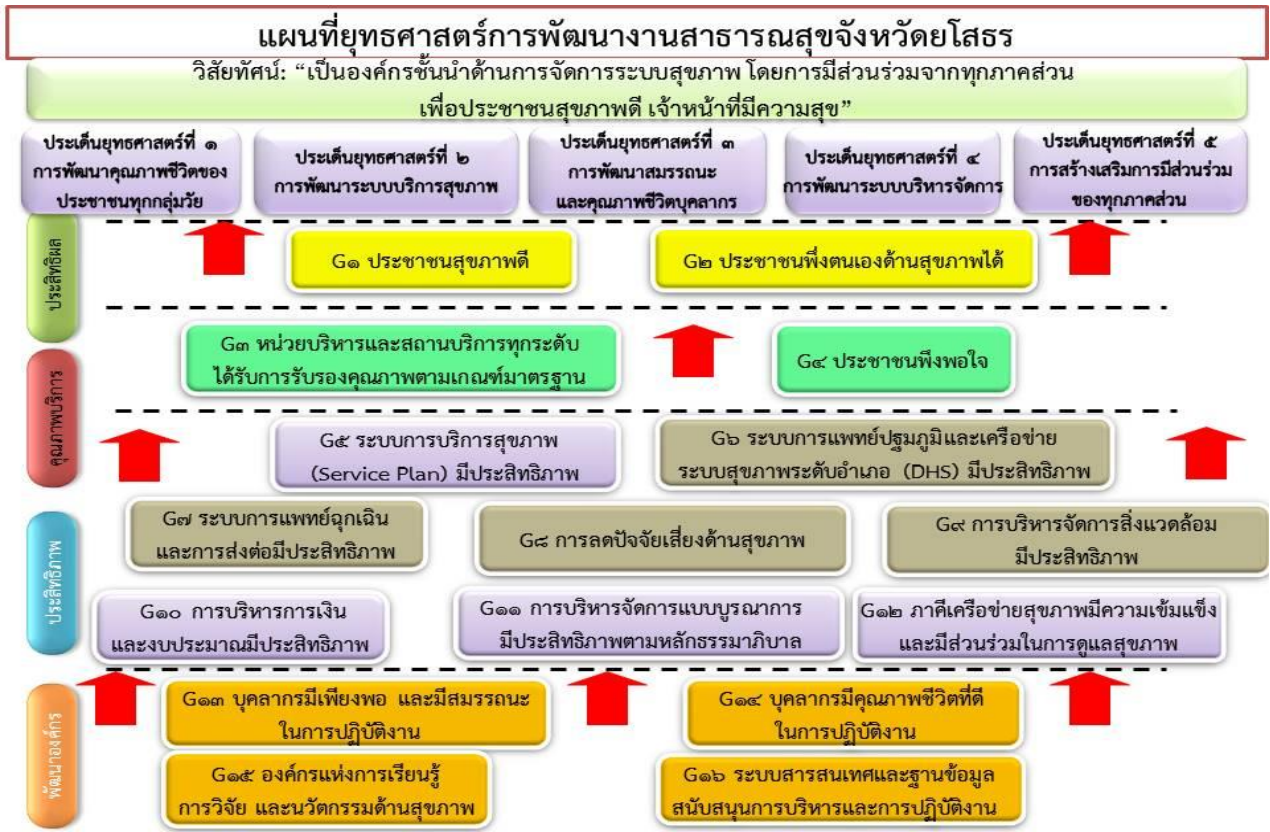 แผนที่ยุทธศาสตร์การพัฒนางานสาธารณสุขจังหวัดยโสธร
วิสัยทัศน์: “เป็นองค์กรชั้นนำด้านการจัดการระบบสุขภาพ โดยการมีส่วนร่วมจากทุกภาคส่วน
เพื่อประชาชนสุขภาพดี เจ้าหน้าที่มีความสุข”
ประเด็นยุทธศาสตร์ที่ ๑
การพัฒนาคุณภาพชีวิตของ
ประชาชนทุกกลุ่มวัย
ประเด็นยุทธศาสตร์ที่ ๒
การพัฒนาระบบบริการสุขภาพ
ประเด็นยุทธศาสตร์ที่ ๓
การพัฒนาสมรรถนะ
และคุณภาพชีวิตบุคลากร
ประเด็นยุทธศาสตร์ที่ ๔
การพัฒนาระบบบริหารจัดการ
ประเด็นยุทธศาสตร์ที่ ๕
การสร้างเสริมการมีส่วนร่วม
ของทุกภาคส่วน
ประสิทธิผล
G๑ ประชาชนสุขภาพดี
G๒ ประชาชนพึ่งตนเองด้านสุขภาพได้
คุณภาพบริการ
G๓ หน่วยบริหารและสถานบริการทุกระดับ
ได้รับการรับรองคุณภาพตามเกณฑ์มาตรฐาน
G๔ ประชาชนพึงพอใจ
ประสิทธิภาพ
G๕ ระบบการบริการสุขภาพ
(Service Plan) มีประสิทธิภาพ
G๖ ระบบการแพทย์ปฐมภูมิและเครือข่าย
ระบบสุขภาพระดับอำเภอ (DHS) มีประสิทธิภาพ
G๗ ระบบการแพทย์ฉุกเฉิน
และการส่งต่อมีประสิทธิภาพ
G๘ การลดปัจจัยเสี่ยงด้านสุขภาพ
G๙ การบริหารจัดการสิ่งแวดล้อม
มีประสิทธิภาพ
G๑๐ การบริหารการเงิน
และงบประมาณมีประสิทธิภาพ
G๑๑ การบริหารจัดการแบบบูรณาการ
มีประสิทธิภาพตามหลักธรรมาภิบาล
G๑๒ ภาคีเครือข่ายสุขภาพมีความเข้มแข็ง
และมีส่วนร่วมในการดูแลสุขภาพ
พัฒนาองค์กร
G๑๓ บุคลากรมีเพียงพอ และมีสมรรถนะ
ในการปฏิบัติงาน
G๑๔ บุคลากรมีคุณภาพชีวิตที่ดี
ในการปฏิบัติงาน
G๑๕ องค์กรแห่งการเรียนรู้
การวิจัย และนวัตกรรมด้านสุขภาพ
G๑๖ ระบบสารสนเทศและฐานข้อมูล
สนับสนุนการบริหารและการปฏิบัติงาน